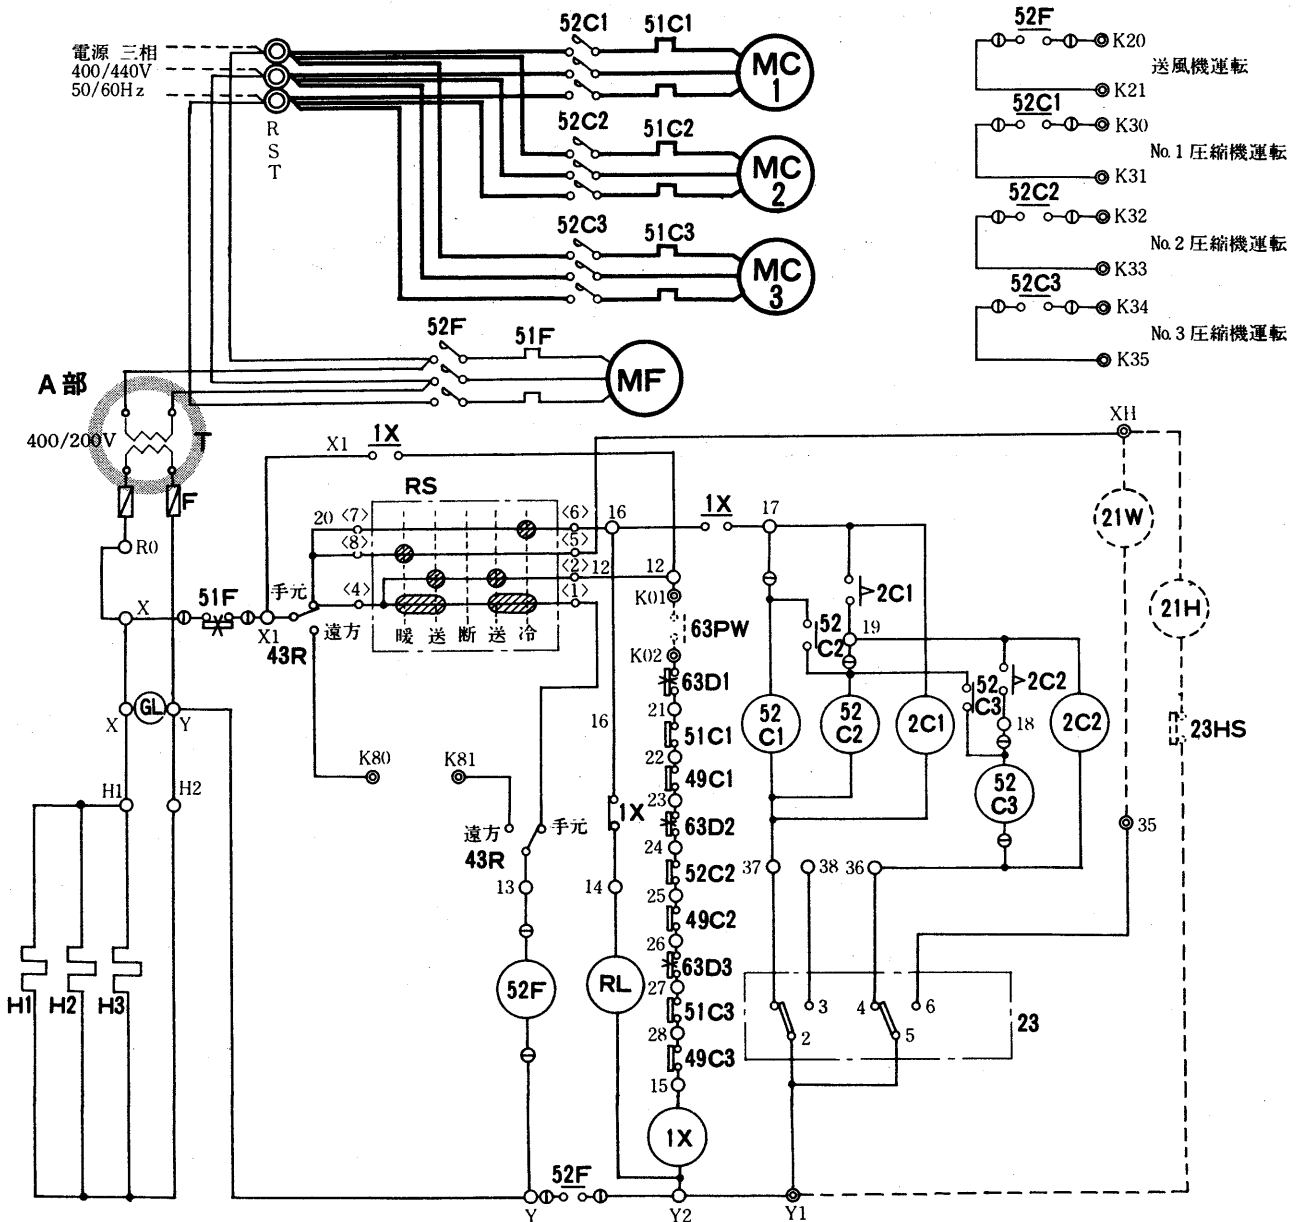 電源 三相
400/440V
50/60Hz
R
S
T
52C1
51C1
MC
1
52C2
51C2
MC
2
52C3
51C3
MC
3
52F
51F
MF
52F
K20
送風機運転
K21
52C1
K30
No.1 圧縮機運転
K31
52C2
K32
No.2 圧縮機運転
K33
52C3
K34
No.3 圧縮機運転
K35
A 部
400/200V
T
F
R0
X
51F
X1
X1
1X
RS
20
<7>
<8>
<4>
<6>
<5>
<2>
<1>
暖 送 断 送 冷
手元
遠方
43R
16
12
12
1X
17
XH
21W
21H
23HS
35
K01
63PW
K02
63D1
21
51C1
22
49C1
23
63D2
24
52C2
25
49C2
26
63D3
27
51C3
28
49C3
15
1X
2C1
52
C2
19
52
C3
2C2
18
52
C1
52
C2
2C1
2C2
52
C3
37
38
36
3
2
4
5
6
23
X
GL
Y
H1
H2
H1
H2
H3
K80
K81
遠方
手元
43R
13
52F
16
1X
14
RL
Y
52F
Y2
Y1